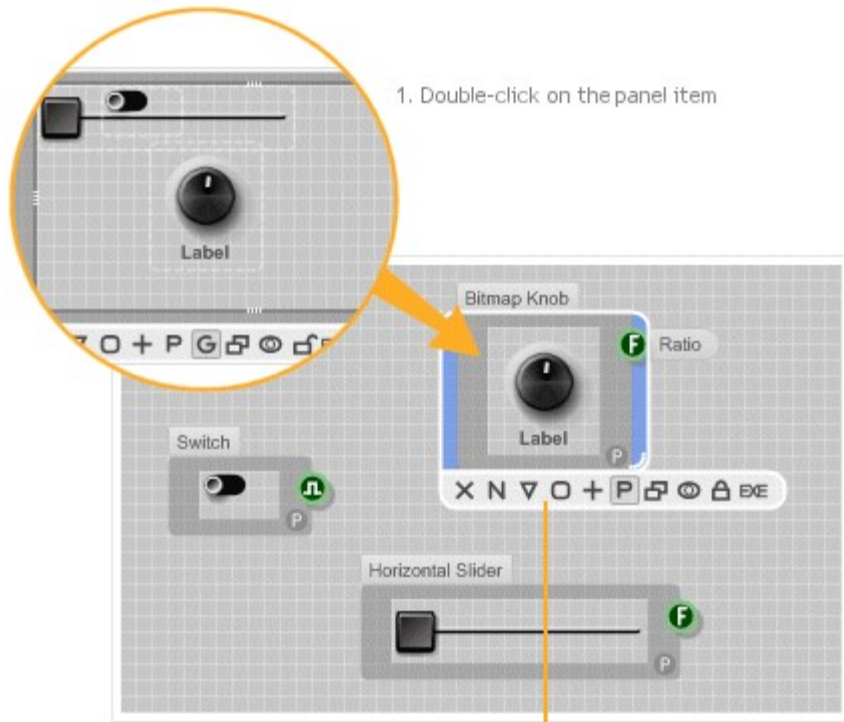 1. Double-click on the panel item
Label
P G
Bitmap Knob
F
Ratio
Label
P
Switch
X N P EXE
P
Horizontal Slider
F
P